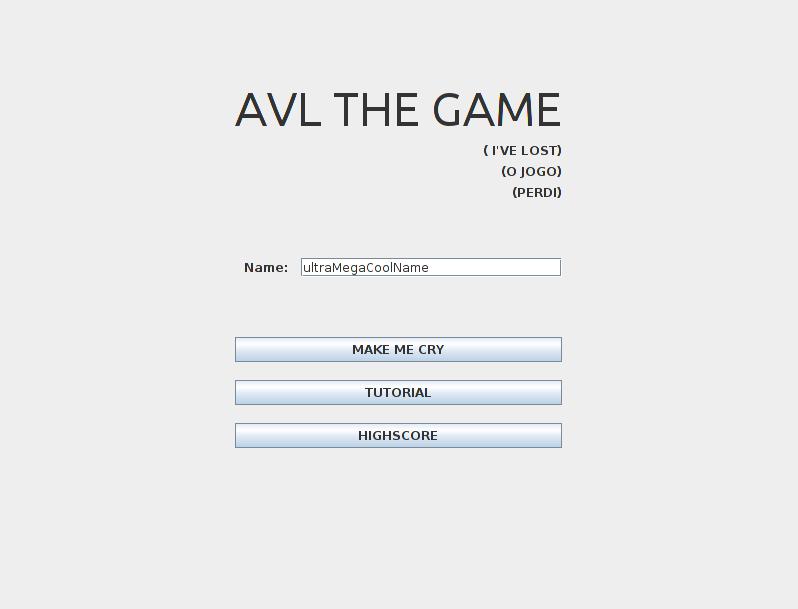 AVL THE GAME
( I'VE LOST)
(O JOGO)
(PERDI)
Name: ultraMegaCoolName
MAKE ME CRY
TUTORIAL
HIGHSCORE